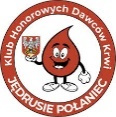 Klub Honorowych Dawców Krwi
JĘDRUSIE POŁANIEC